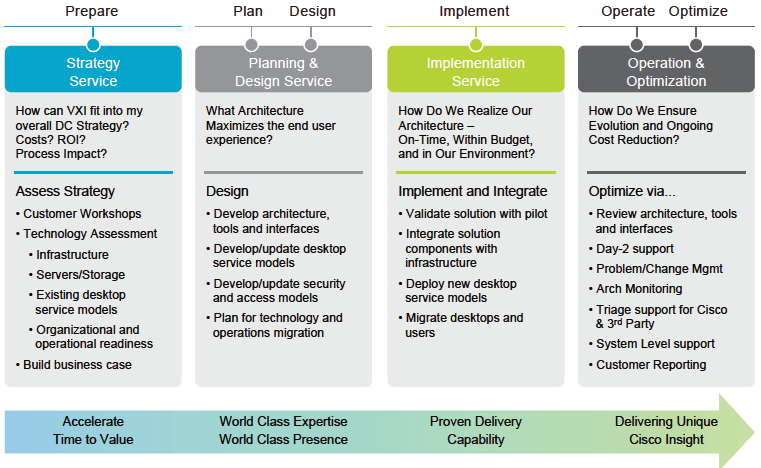 Prepare
Plan Design
Implement
Operate Optimize
Strategy
Service
Planning &
Design Service
Implementation
Service
Operation &
Optimization
How can VXI fit into my
overall DC Strategy?
Costs? ROI?
Process Impact?
What Architecture
Maximizes the end user
experience?
How Do We Realize Our
Architecture –
On-Time, Within Budget,
and in Our Environment?
How Do We Ensure
Evolution and Ongoing
Cost Reduction?
Assess Strategy
• Customer Workshops
• Technology Assessment
• Infrastructure
• Servers/Storage
• Existing desktop
service models
• Organizational and
operational readiness
• Build business case
Design
• Develop architecture,
tools and interfaces
• Develop/update desktop
service models
• Develop/update security
and access models
• Plan for technology and
operations migration
Implement and Integrate
• Validate solution with pilot
• Integrate solution
components with
infrastructure
• Deploy new desktop
service models
• Migrate desktops and
users
Optimize via...
• Review architecture, tools
and interfaces
• Day-2 support
• Problem/Change Mgmt
• Arch Monitoring
• Triage support for Cisco
& 3rd Party
• System Level support
• Customer Reporting
Accelerate
Time to Value
World Class Expertise
World Class Presence
Proven Delivery
Capability
Delivering Unique
Cisco Insight